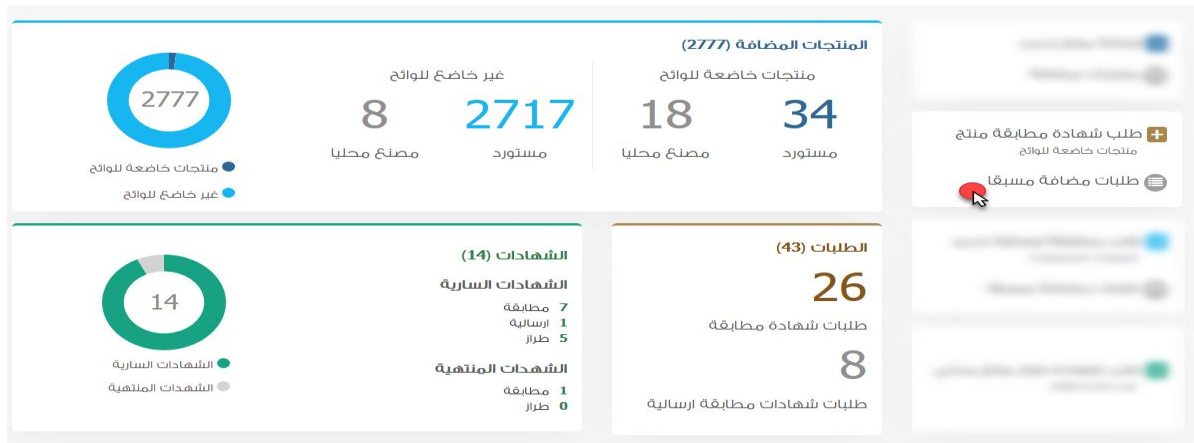 طلب شهادة مطابقة منتج
منتجات خاضعة للوائح
طلبات مضافة مسبقا
المنتجات المضافة (2777)
منتجات خاضعة للوائح
34
مستورد
18
مصنع محليا
غير خاضع للوائح
2717
مستورد
8
مصنع محليا
2777
منتجات خاضعة للوائح
غير خاضع للوائح
الطلبات (43)
26
طلبات شهادة مطابقة
8
طلبات شهادات مطابقة ارسالية
الشهادات (14)
الشهادات السارية
7 مطابقة
1 ارسالية
5 طراز
الشهدات المنتهية
1 مطابقة
0 طراز
14
الشهادات السارية
الشهدات المنتهية